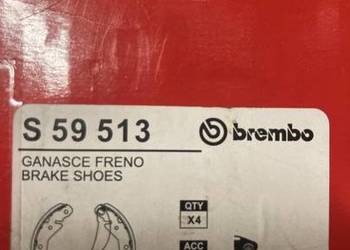 S 59 513 brembo
GANASCE FRENO
BRAKE SHOES
QTY
X4
ACC